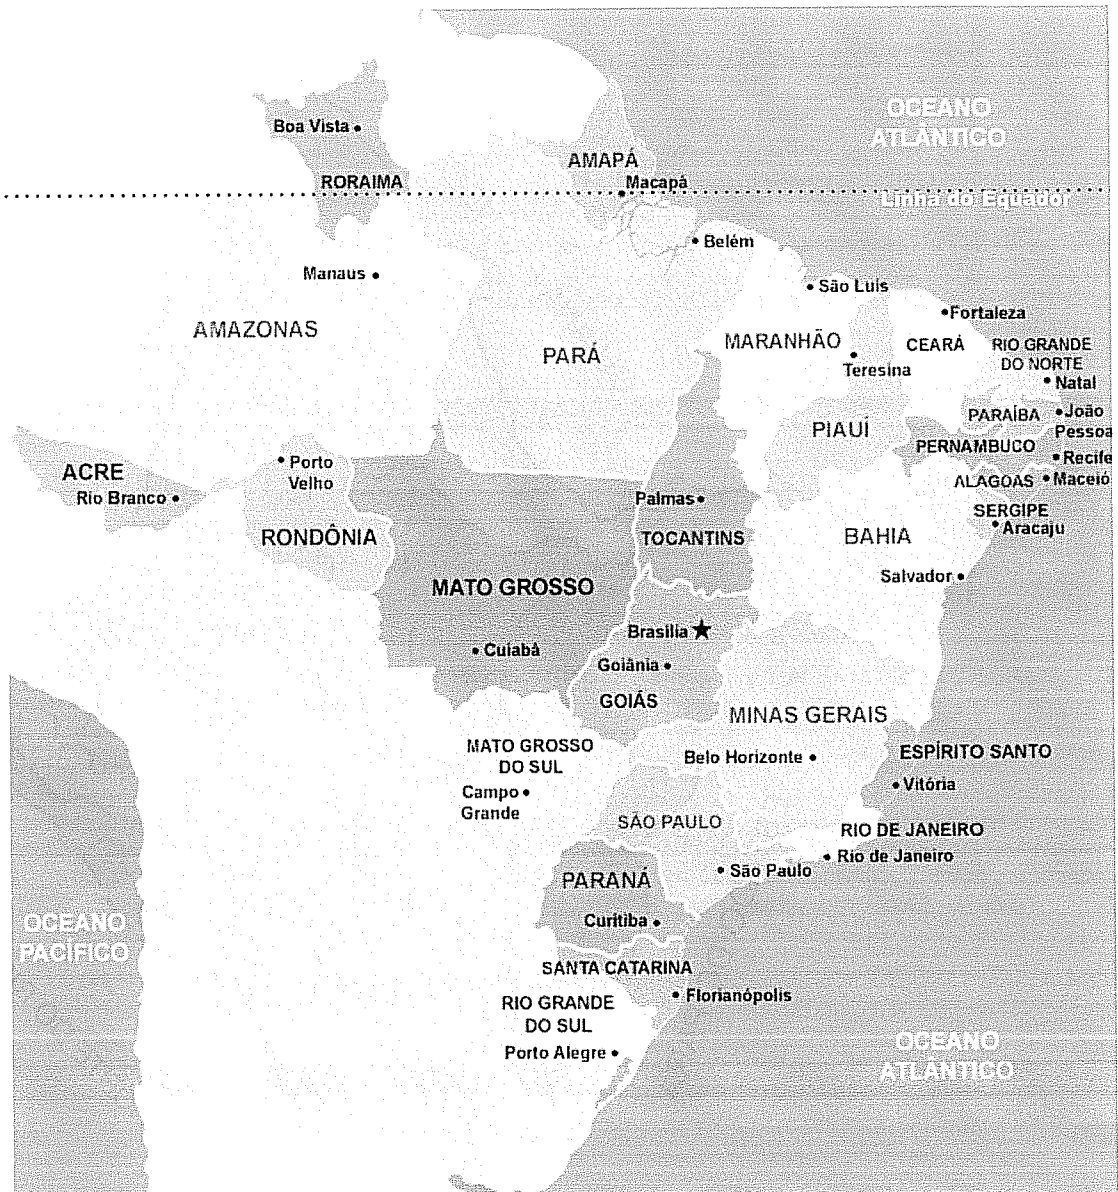 OCEANO
ATLÂNTICO
Boa Vista
AMAPÁ
RORAIMA
Macapá
Linha do Equador
Belém
Manaus
São Luis
Fortaleza
AMAZONAS
MARANHÃO
CEARÁ
RIO GRANDE
DO NORTE
PARÁ
Teresina
Natal
PARAÍBA
João
Pessoa
PIAUÍ
PERNAMBUCO
Recife
ACRE
Porto
Velho
Rio Branco
ALAGOAS
Maceió
Palmas
SERGIPE
Aracaju
RONDÔNIA
TOCANTINS
BAHIA
Salvador
MATO GROSSO
Brasília
Cuiabá
Goiânia
GOIÁS
MINAS GERAIS
MATO GROSSO
DO SUL
Belo Horizonte
ESPÍRITO SANTO
Campo
Grande
Vitória
SÃO PAULO
RIO DE JANEIRO
Rio de Janeiro
São Paulo
PARANÁ
Curitiba
OCEANO
PACÍFICO
SANTA CATARINA
Florianópolis
RIO GRANDE
DO SUL
Porto Alegre
OCEANO
ATLÂNTICO